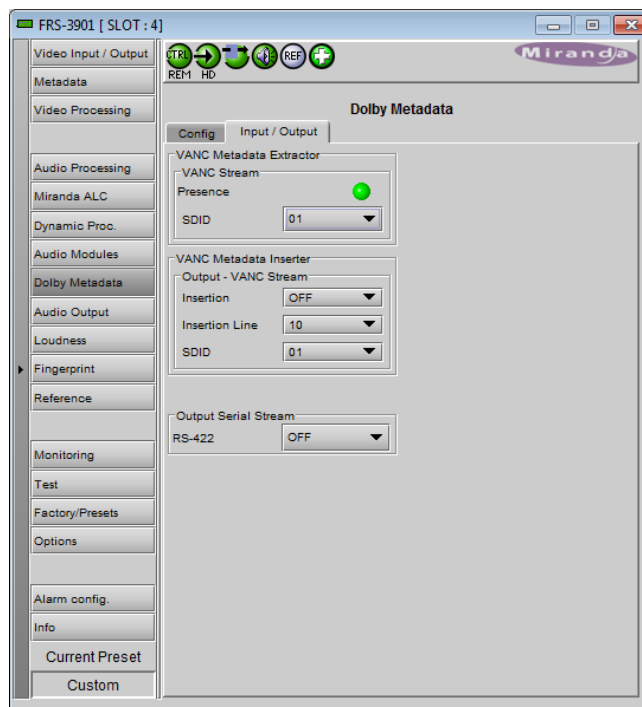 FRS-3901 [ SLOT : 4]
Video Input / Output
Metadata
Video Processing
Audio Processing
Miranda ALC
Dynamic Proc.
Audio Modules
Dolby Metadata
Audio Output
Loudness
Fingerprint
Reference
Monitoring
Test
Factory/Presets
Options
Alarm config.
Info
Current Preset
Custom
CTRL
REF
REM HD
Miranda
Dolby Metadata
Config Input / Output
VANC Metadata Extractor
VANC Stream
Presence
SDID 01
VANC Metadata Inserter
Output - VANC Stream
Insertion OFF
Insertion Line 10
SDID 01
Output Serial Stream
RS-422 OFF